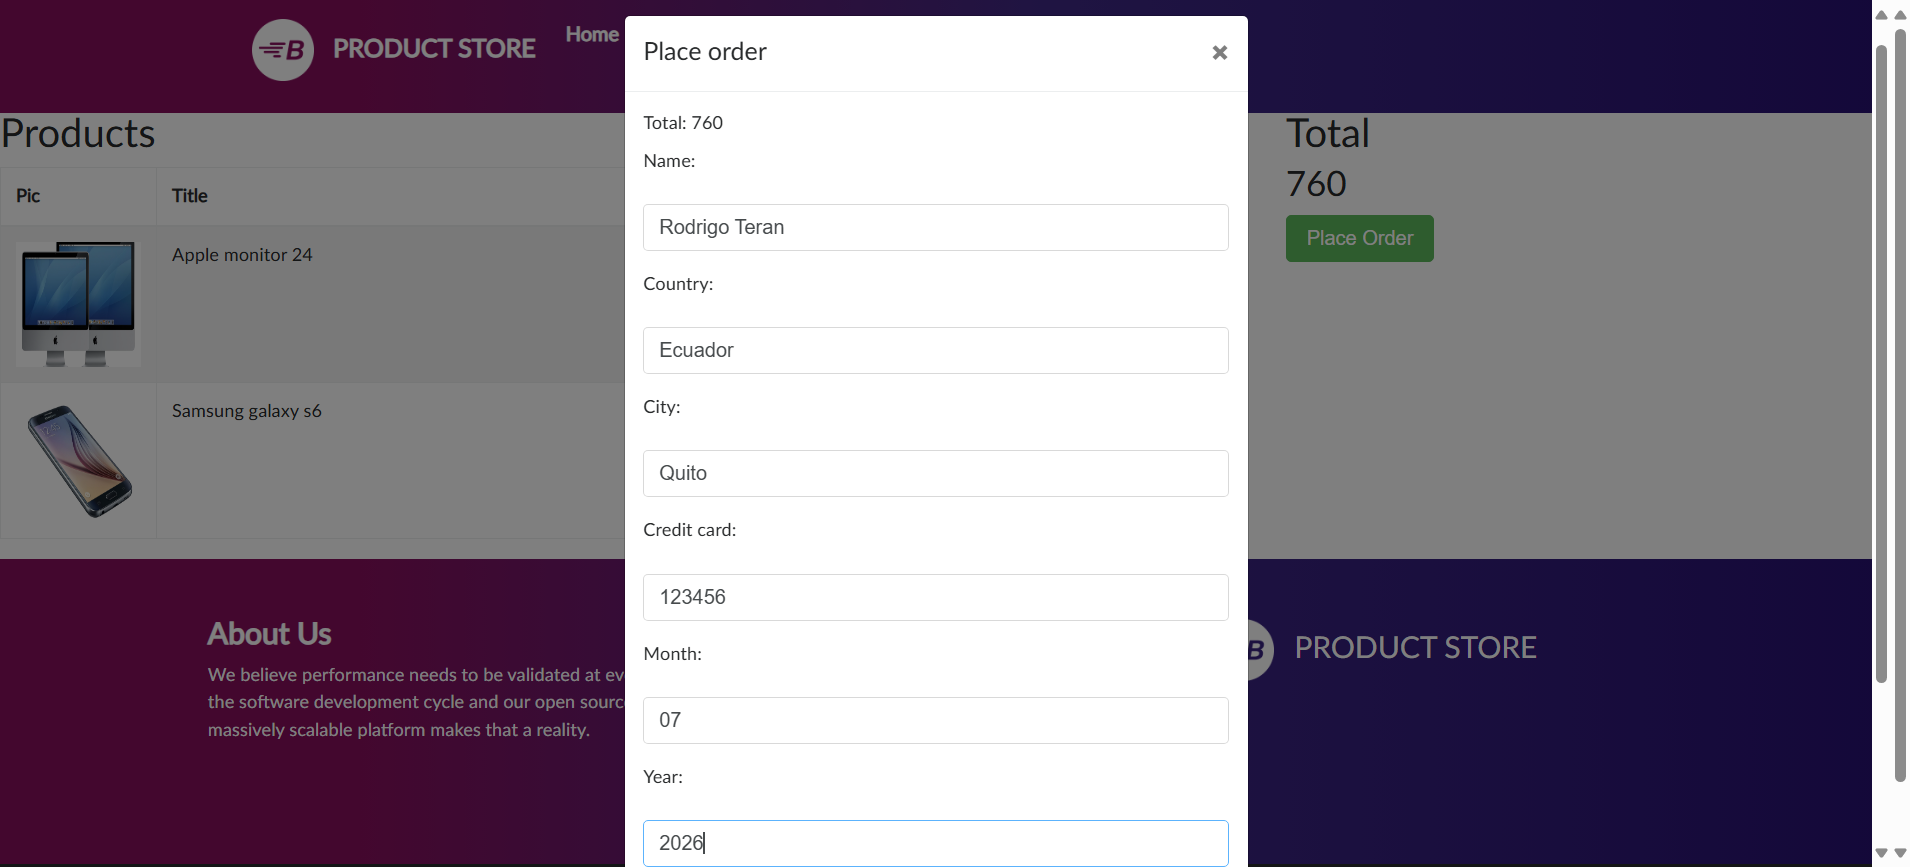 PRODUCT STORE
Home
Place order
×
Products
Total: 760
Total
Name:
760
Pic
Title
Rodrigo Teran
Place Order
Apple monitor 24
Country:
Ecuador
City:
Samsung galaxy s6
Quito
Credit card:
123456
About Us
Month:
B PRODUCT STORE
We believe performance needs to be validated at ev
the software development cycle and our open sourc
massively scalable platform makes that a reality.
07
Year:
2026